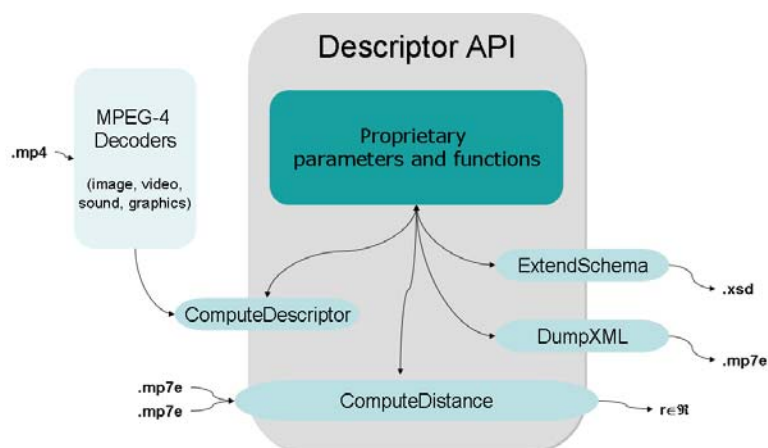 Descriptor API
MPEG-4
Decoders
(image, video,
sound, graphics)
.mp4
Proprietary
parameters and functions
ExtendSchema
.xsd
ComputeDescriptor
DumpXML
.mp7e
.mp7e
.mp7e
ComputeDistance
r∈ℜ